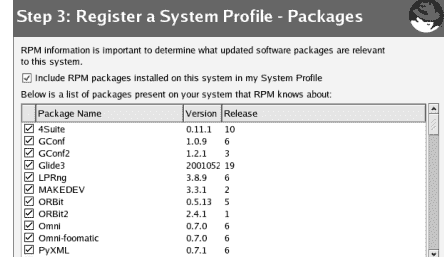 Step 3: Register a System Profile - Packages
RPM information is important to determine what updated software packages are relevant
to this system.
Include RPM packages installed on this system in my System Profile
Below is a list of packages present on your system that RPM knows about:
Package Name Version Release
4Suite 0.11.1 10
GConf 1.0.9 6
GConf2 1.2.1 3
Glide3 2001052 19
LPRng 3.8.9 6
MAKEDEV 3.3.1 2
ORBit 0.5.13 5
ORBit2 2.4.1 1
Omni 0.7.0 6
Omni-foomatic 0.7.0 6
PyXML 0.7.1 6